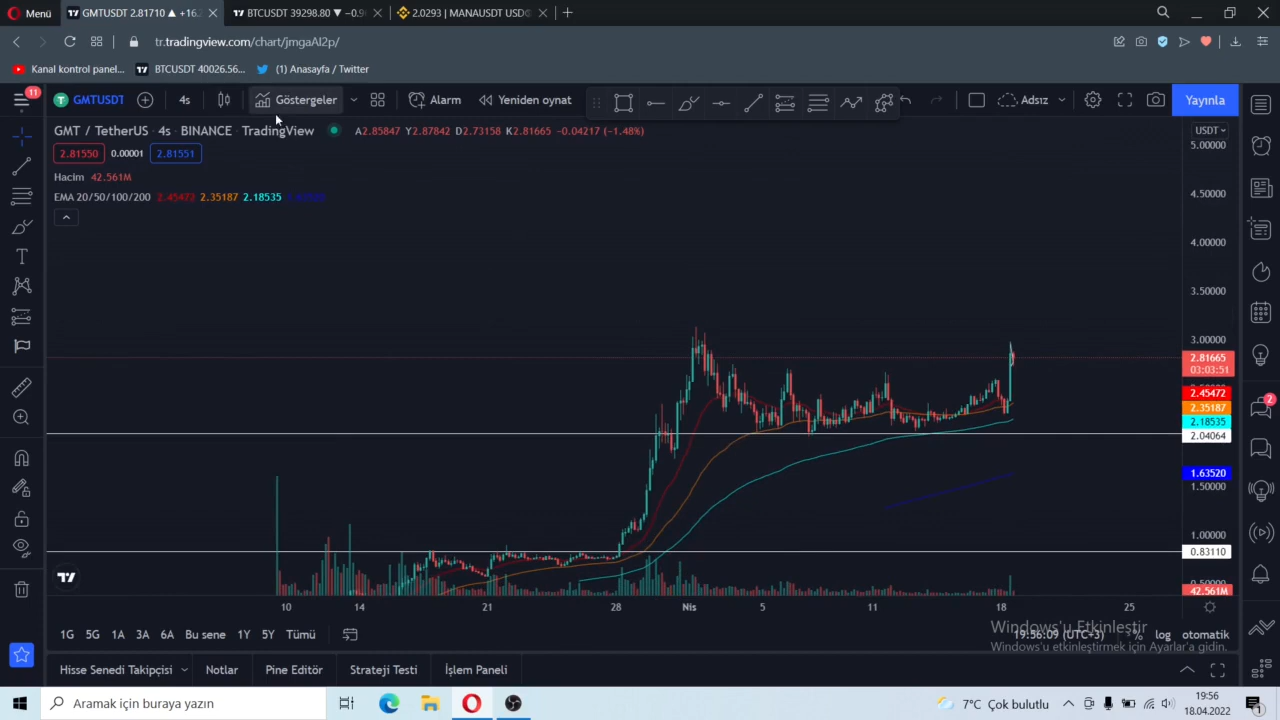 Menü
GMTUSDT 2.81710 ▲ +16.2
BTCUSDT 39298.80 ▼ −0.9
2.0293 | MANAUSDT USD
tr.tradingview.com/chart/jmgaAI2p/
Kanal kontrol panel...
BTCUSDT 40026.56...
(1) Anasayfa / Twitter
11
GMTUSDT
4s
Göstergeler
Alarm
Yeniden oynat
Adsız
Yayınla
GMT / TetherUS · 4s · BINANCE · TradingView
A2.85847 Y2.87842 D2.73158 K2.81665 −0.04217 (−1.48%)
USDT
2.81550
0.00001
2.81551
Hacim 42.561M
EMA 20/50/100/200 2.45472 2.35187 2.18535
5.00000
4.50000
4.00000
3.50000
3.00000
2.81665
03:03:51
2.45472
2.35187
2.18535
2.04064
1.63520
1.50000
1.00000
0.83110
0.50000
42.561M
2
10
14
21
28
Nis
5
11
18
25
1G
5G
1A
3A
6A
Bu sene
1Y
5Y
Tümü
19:56:09 (UTC+3)
%
log
otomatik
Windows'u Etkinleştir
Windows'u etkinleştirmek için Ayarlar'a gidin.
Hisse Senedi Takipçisi
Notlar
Pine Editör
Strateji Testi
İşlem Paneli
Aramak için buraya yazın
7°C Çok bulutlu
19:56
18.04.2022
1